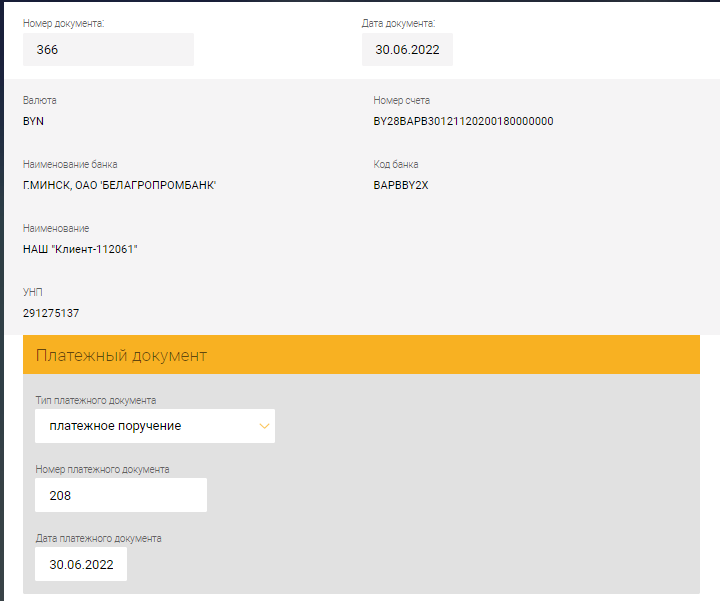 Номер документа:
Дата документа:
366
30.06.2022
Валюта
Номер счета
BYN
BY28BAPB30121120200180000000
Наименование банка
Код банка
Г.МИНСК, ОАО 'БЕЛАГРОПРОМБАНК'
BAPBBY2X
Наименование
НАШ "Клиент-112061"
УНП
291275137
Платежный документ
Тип платежного документа
платежное поручение
Номер платежного документа
208
Дата платежного документа
30.06.2022